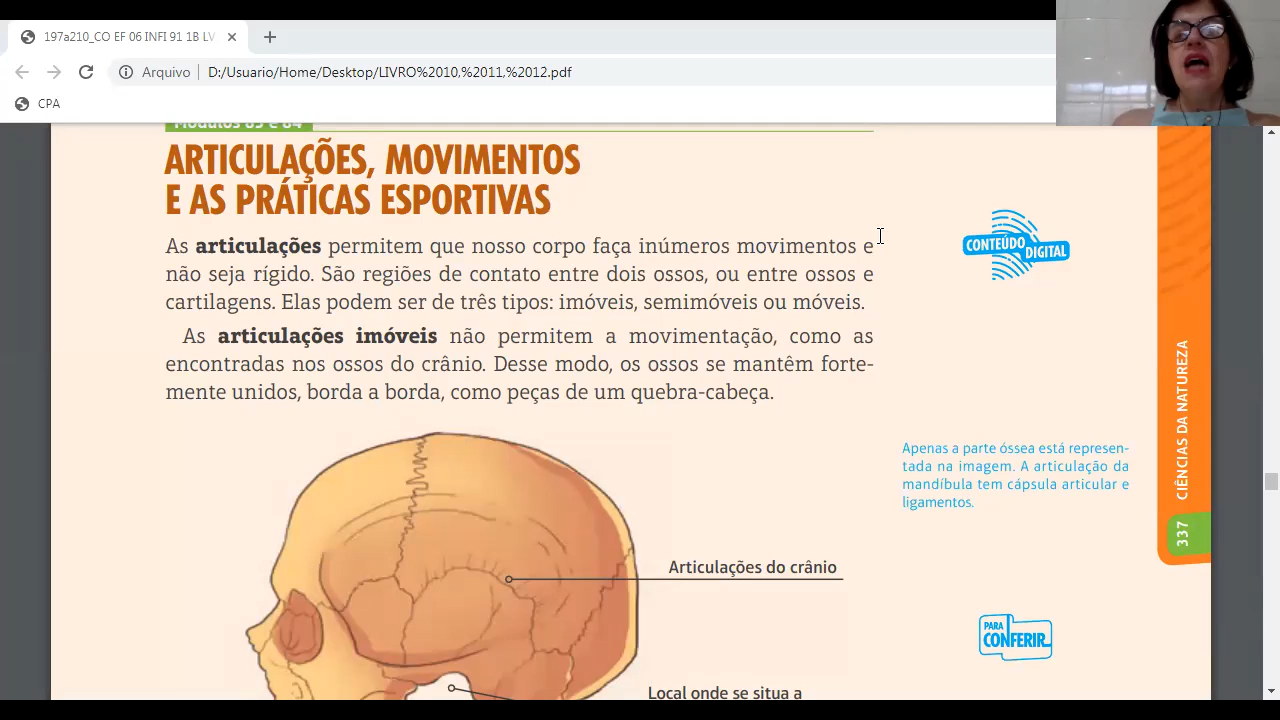 197a210_CO EF 06 INFI 91 1B LV
Arquivo
D:/Usuario/Home/Desktop/LIVRO%2010,%2011,%2012.pdf
CPA
Módulos 83 e 84
ARTICULAÇÕES, MOVIMENTOS
E AS PRÁTICAS ESPORTIVAS
As articulações permitem que nosso corpo faça inúmeros movimentos e
não seja rígido. São regiões de contato entre dois ossos, ou entre ossos e
cartilagens. Elas podem ser de três tipos: imóveis, semimóveis ou móveis.
As articulações imóveis não permitem a movimentação, como as
encontradas nos ossos do crânio. Desse modo, os ossos se mantêm forte-
mente unidos, borda a borda, como peças de um quebra-cabeça.
CONTEÚDO
DIGITAL
Apenas a parte óssea está represen-
tada na imagem. A articulação da
mandíbula tem cápsula articular e
ligamentos.
Articulações do crânio
PARA
CONFERIR
Local onde se situa a
CIÊNCIAS DA NATUREZA
337